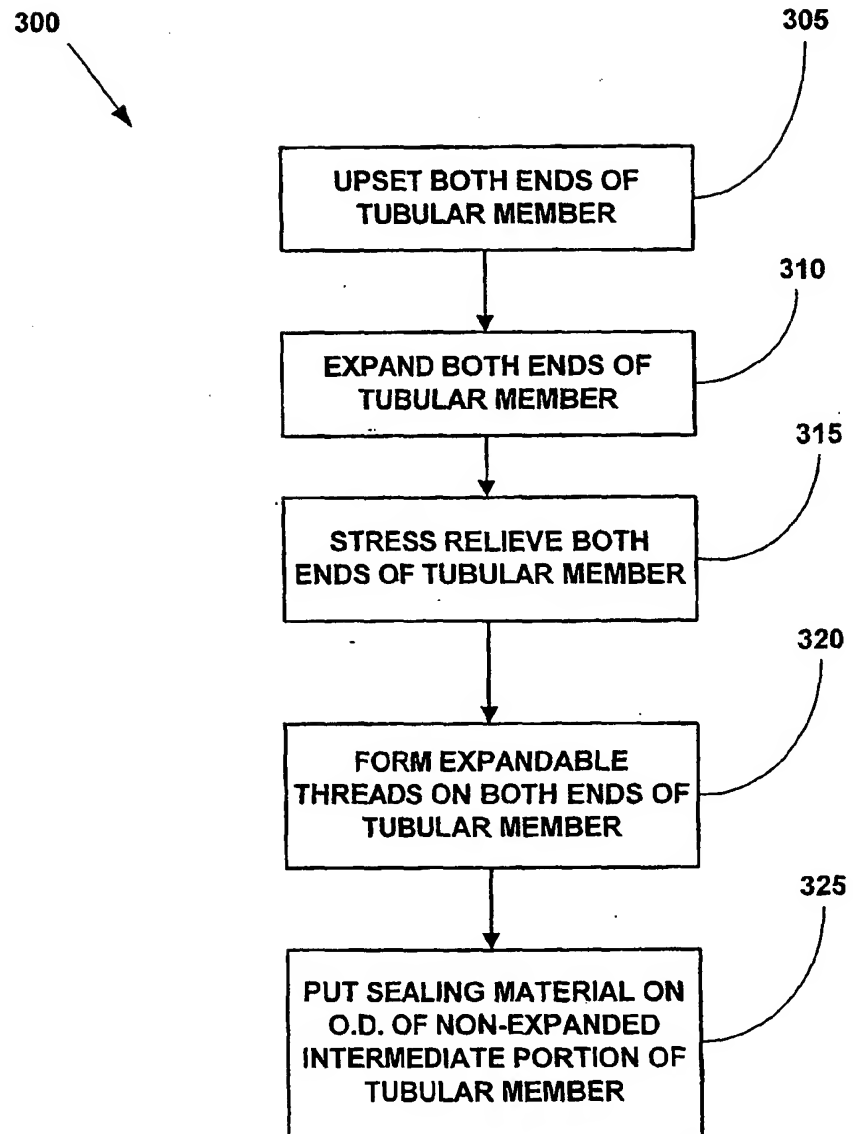 300
305
UPSET BOTH ENDS OF
TUBULAR MEMBER
310
EXPAND BOTH ENDS OF
TUBULAR MEMBER
315
STRESS RELIEVE BOTH
ENDS OF TUBULAR MEMBER
320
FORM EXPANDABLE
THREADS ON BOTH ENDS OF
TUBULAR MEMBER
325
PUT SEALING MATERIAL ON
O.D. OF NON-EXPANDED
INTERMEDIATE PORTION OF
TUBULAR MEMBER